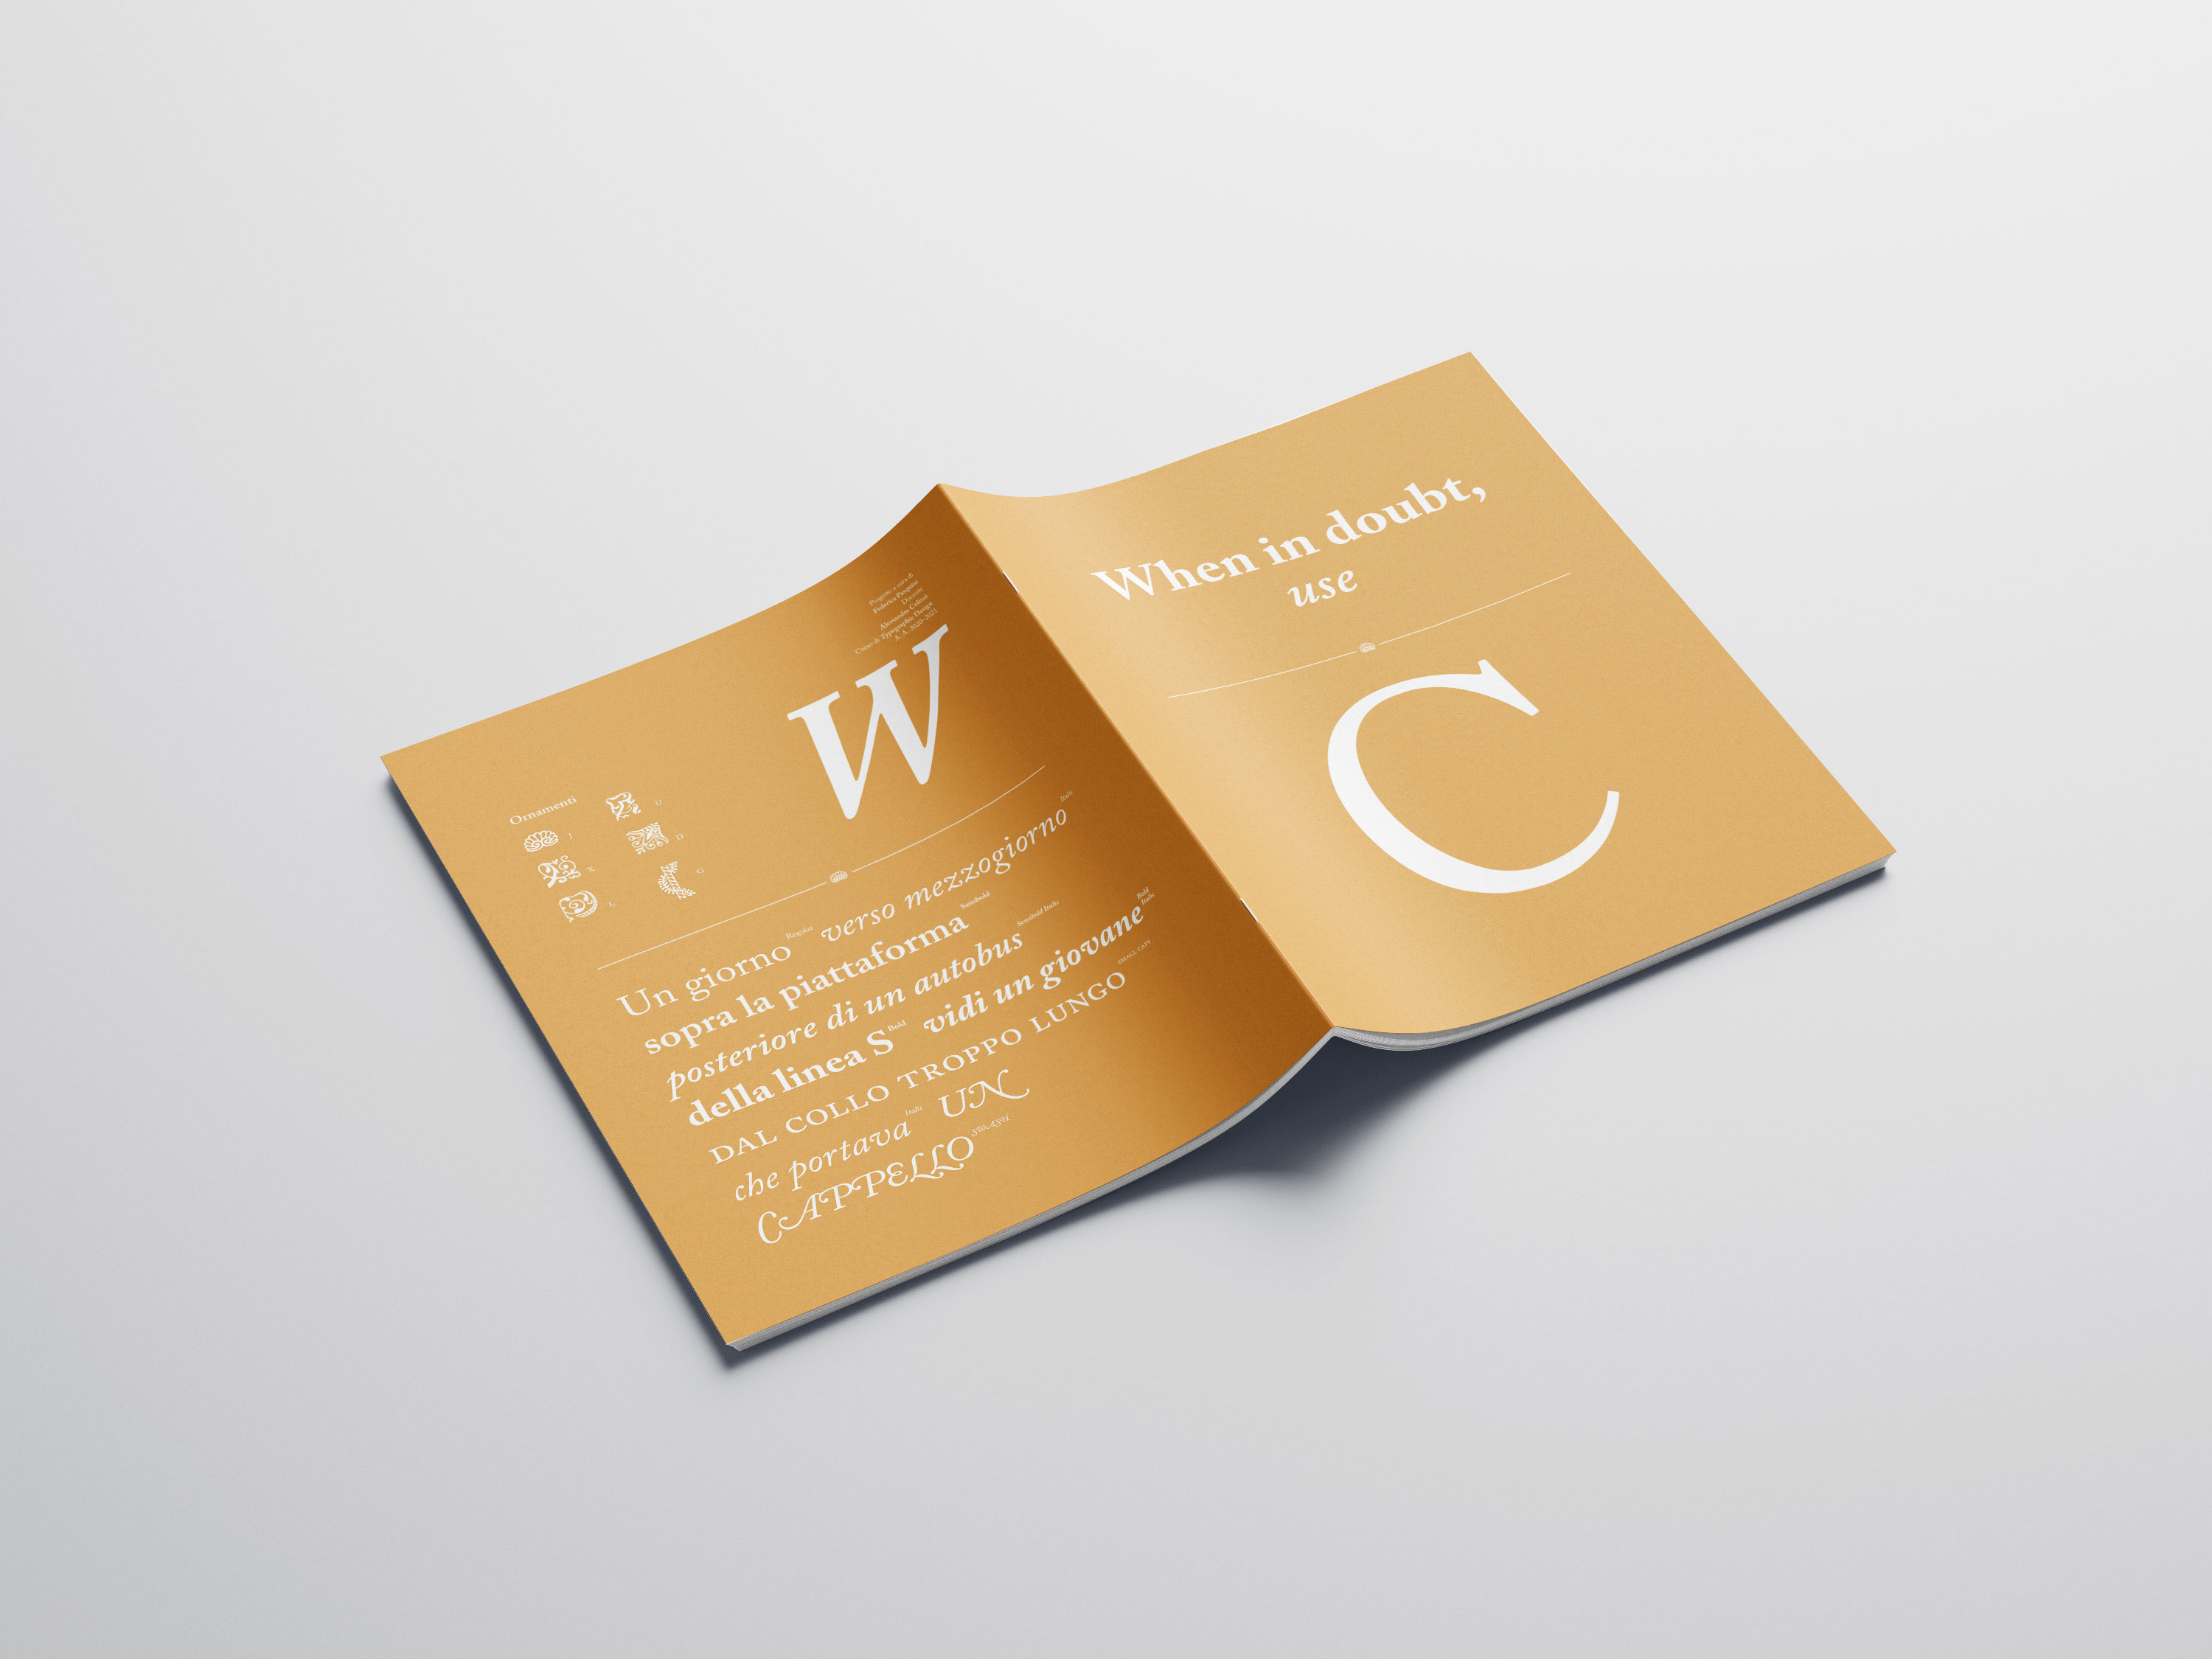 When in doubt,
use
C
Progetto a cura di
Federica Pasquini
Docente
Alessandro Colizzi
Corso di Typographic Design
A. A. 2020-2021
W
Ornamenti
J U
X D
L G
Un giorno Regular verso mezzogiorno Italic
sopra la piattaforma Semibold
posteriore di un autobus Semibold Italic
della linea S Bold vidi un giovane Bold Italic
DAL COLLO TROPPO LUNGO SMALL CAPS
che portava Italic UN
CAPPELLO SWASH